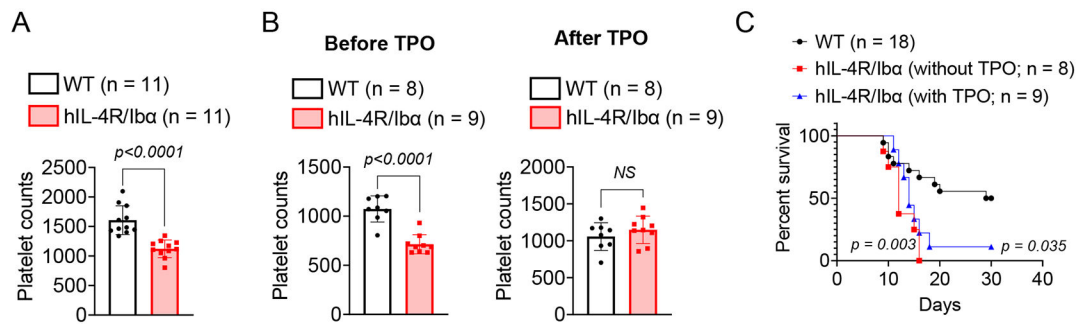 A
WT (n = 11)
hIL-4R/Ibα (n = 11)
p<0.0001
2500
2000
1500
1000
500
0
Platelet counts
B
Before TPO
WT (n = 8)
hIL-4R/Ibα (n = 9)
p<0.0001
1500
1000
500
0
Platelet counts
After TPO
WT (n = 8)
hIL-4R/Ibα (n = 9)
NS
2000
1500
1000
500
0
Platelet counts
C
WT (n = 18)
hIL-4R/Ibα (without TPO; n = 8)
hIL-4R/Ibα (with TPO; n = 9)
100
50
0
Percent survival
p = 0.003
p = 0.035
0 10 20 30 40
Days